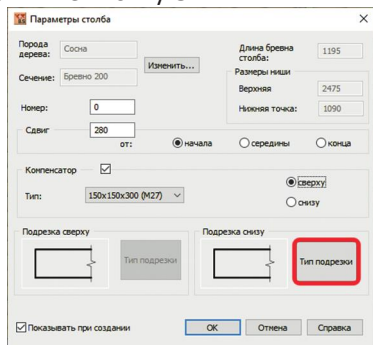 Параметры столба
Порода дерева:
Сосна
Изменить...
Сечение:
Бревно 200
Длина бревна столба:
1195
Размеры ниши
Верхняя
2475
Нижняя точка:
1090
Номер:
0
Сдвиг
280
от:
начала
середины
конца
Компенсатор
Тип:
150x150x300 (M27)
сверху
снизу
Подрезка сверху
Тип подрезки
Подрезка снизу
Тип подрезки
Показывать при создании
OK
Отмена
Справка